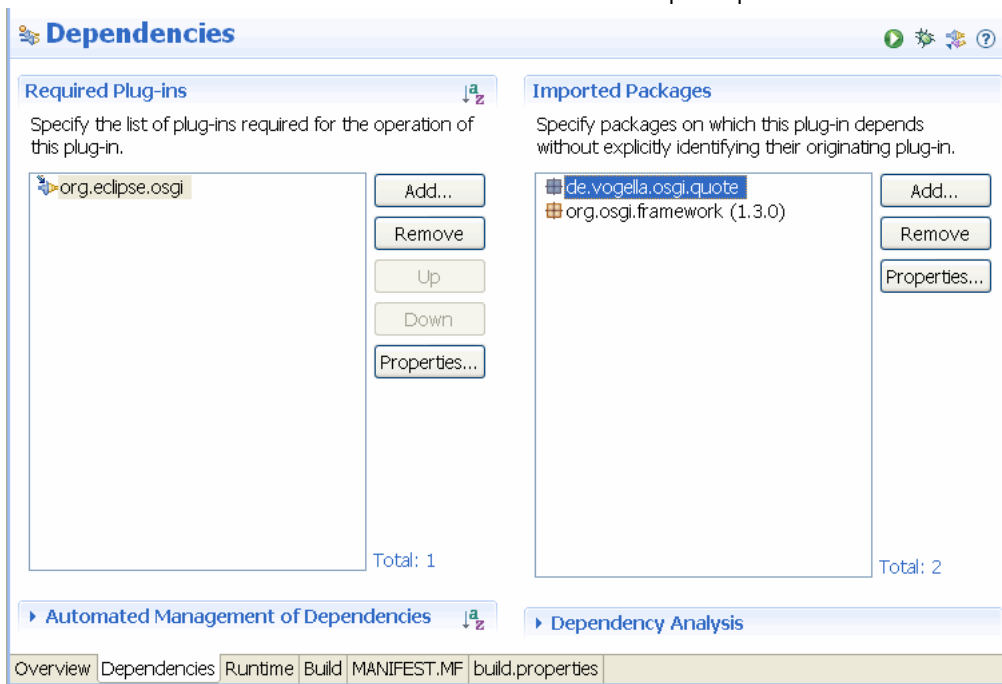 Dependencies
Required Plug-ins
Specify the list of plug-ins required for the operation of
this plug-in.
org.eclipse.osgi
Add...
Remove
Up
Down
Properties...
Total: 1
Imported Packages
Specify packages on which this plug-in depends
without explicitly identifying their originating plug-in.
de.vogella.osgi.quote
org.osgi.framework (1.3.0)
Add...
Remove
Properties...
Total: 2
Automated Management of Dependencies
Dependency Analysis
Overview Dependencies Runtime Build MANIFEST.MF build.properties